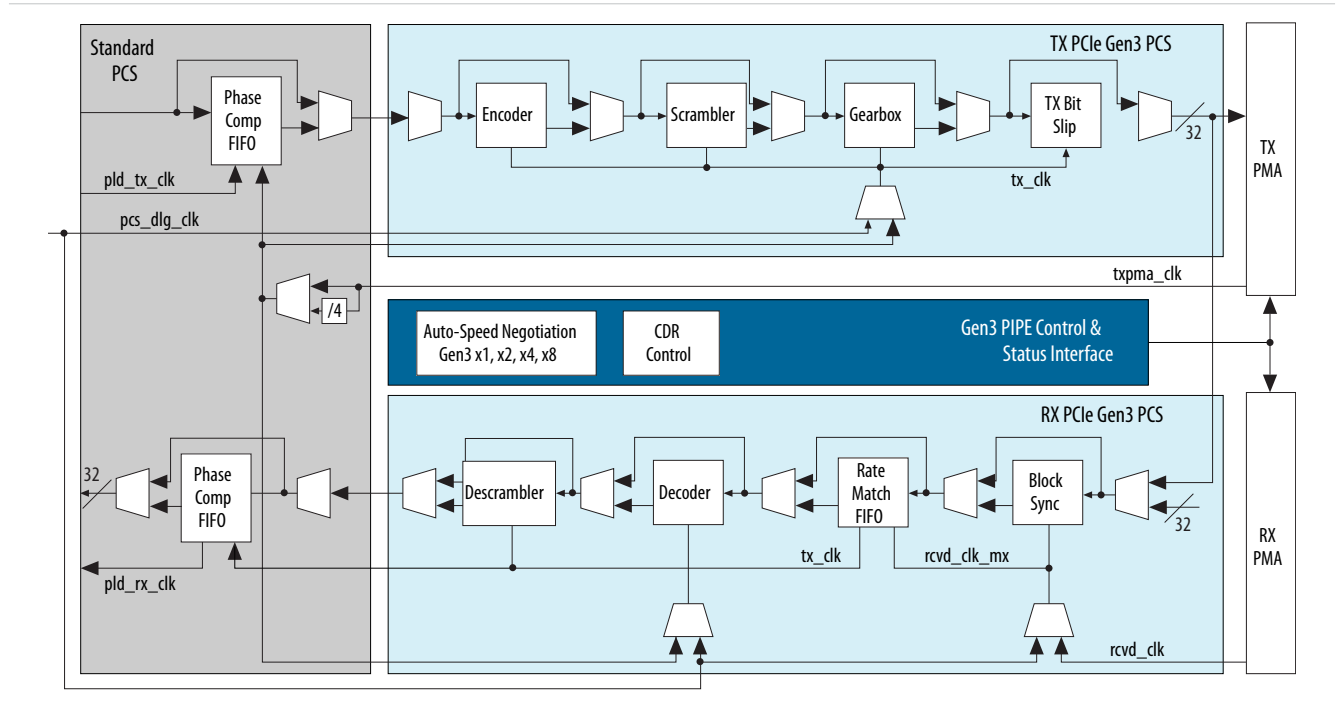 Standard
PCS
TX PCIe Gen3 PCS
Phase
Comp
FIFO
Encoder
Scrambler
Gearbox
TX Bit
Slip
32
TX
PMA
pld_tx_clk
tx_clk
pcs_dlg_clk
txpma_clk
/4
Auto-Speed Negotiation
Gen3 x1, x2, x4, x8
CDR
Control
Gen3 PIPE Control &
Status Interface
RX PCIe Gen3 PCS
32
Phase
Comp
FIFO
Descrambler
Decoder
Rate
Match
FIFO
Block
Sync
32
RX
PMA
pld_rx_clk
tx_clk
rcvd_clk_mx
rcvd_clk